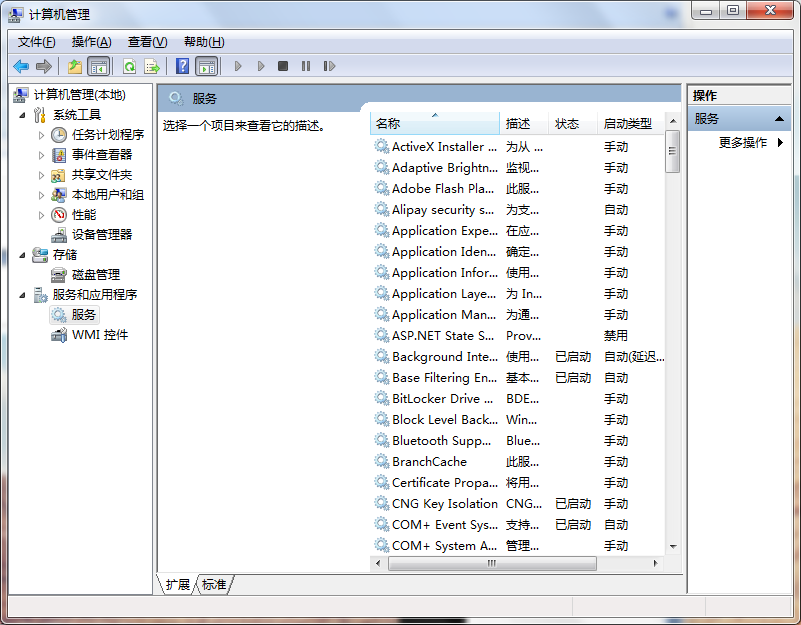 计算机管理
文件(F) 操作(A) 查看(V) 帮助(H)
计算机管理(本地)
系统工具
任务计划程序
事件查看器
共享文件夹
本地用户和组
性能
设备管理器
存储
磁盘管理
服务和应用程序
服务
WMI 控件
服务
选择一个项目来查看它的描述。
名称 描述 状态 启动类型
ActiveX Installer ... 为从 ... 手动
Adaptive Brightn... 监视... 手动
Adobe Flash Pla... 此服... 手动
Alipay security s... 为支... 自动
Application Expe... 在应... 手动
Application Iden... 确定... 手动
Application Infor... 使用... 手动
Application Laye... 为 In... 手动
Application Man... 为通... 手动
ASP.NET State S... Prov... 禁用
Background Inte... 使用... 已启动 自动(延迟...
Base Filtering En... 基本... 已启动 自动
BitLocker Drive ... BDE... 手动
Block Level Back... Win... 手动
Bluetooth Supp... Blue... 手动
BranchCache 此服... 手动
Certificate Propa... 将用... 手动
CNG Key Isolation CNG... 已启动 手动
COM+ Event Sys... 支持... 已启动 自动
COM+ System A... 管理... 手动
扩展 标准
操作
服务
更多操作